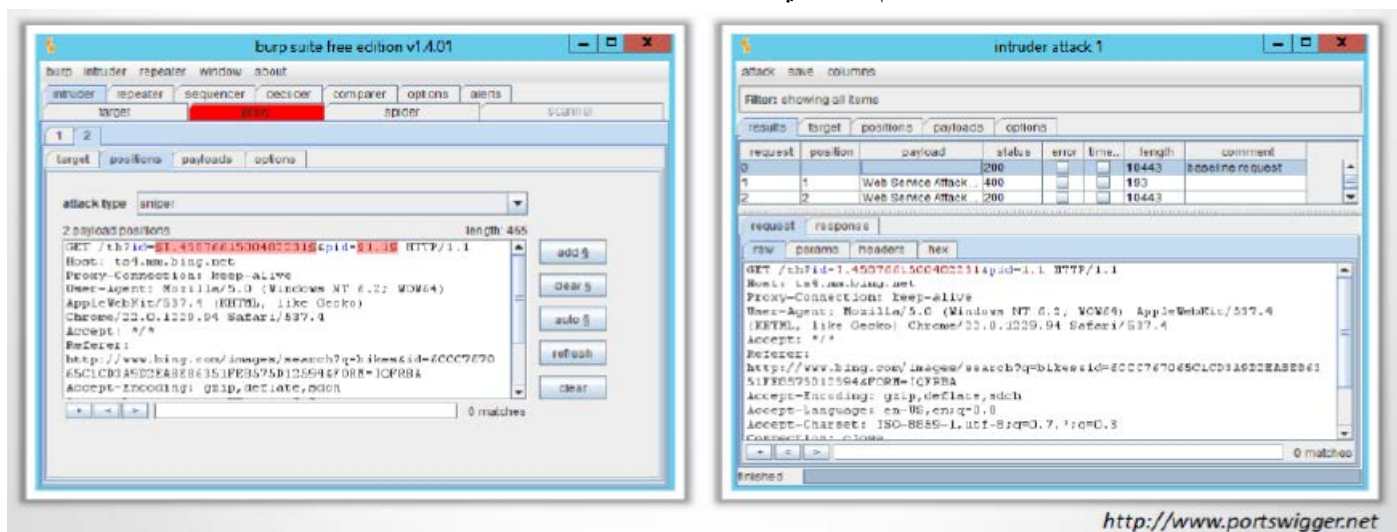 burp suite free edition v1.4.01
burp intruder repeater window about
intruder repeater sequencer decoder comparer options alerts
target proxy spider scanner
1 2
target positions payloads options
attack type sniper
2 payload positions length: 465
GET /th?id=§1.4507661500402231§&pid=§1.1§ HTTP/1.1
Host: ts4.mm.bing.net
Proxy-Connection: keep-alive
User-Agent: Mozilla/5.0 (Windows NT 6.2; WOW64)
AppleWebKit/537.4 (KHTML, like Gecko)
Chrome/22.0.1229.94 Safari/537.4
Accept: */*
Referer:
http://www.bing.com/images/search?q=bikes&id=
Accept-Encoding: gzip,deflate,sdch
+ < > 0 matches
add §
clear §
auto §
refresh
clear
intruder attack 1
attack save columns
Filter: showing all items
results target positions payloads options
request position payload status error time.. length comment
0 200 10443 baseline request
1 1 Web Service Attack... 400 193
2 2 Web Service Attack... 200 10443
request response
raw params headers hex
GET /th?id=1.4507661500402231&pid=1.1 HTTP/1.1
Host: ts4.mm.bing.net
Proxy-Connection: keep-alive
User-Agent: Mozilla/5.0 (Windows NT 6.2; WOW64) AppleWebKit/537.4
(KHTML, like Gecko) Chrome/22.0.1229.94 Safari/537.4
Accept: */*
Referer:
http://www.bing.com/images/search?q=bikes&id=
Accept-Encoding: gzip,deflate,sdch
Accept-Language: en-US,en;q=0.8
Accept-Charset: ISO-8859-1,utf-8;q=0.7,*;q=0.3
Connection: close
+ < > 0 matches
finished
http://www.portswigger.net